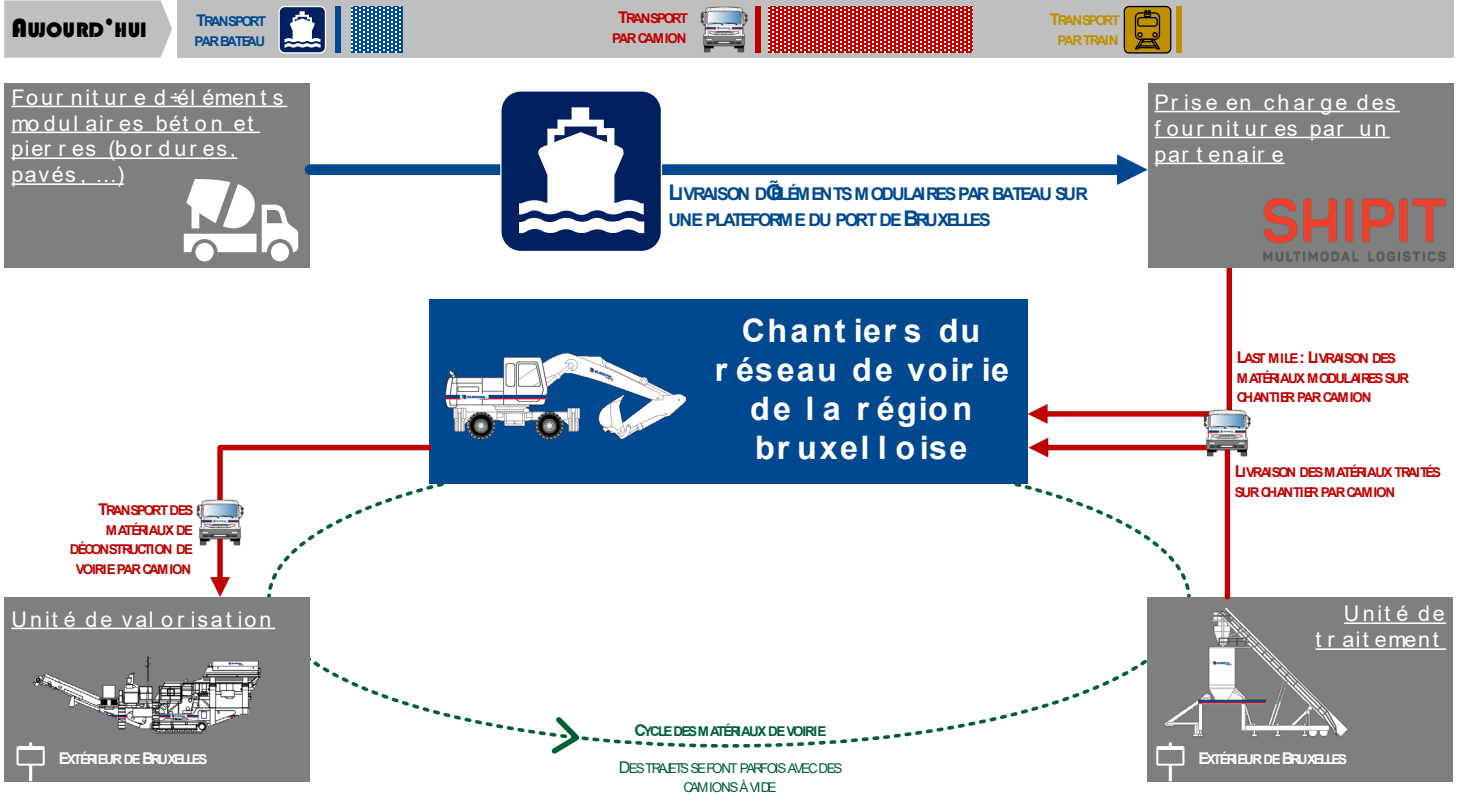 AUJOURD'HUI
TRANSPORT
PAR BATEAU
TRANSPORT
PAR CAMION
TRANSPORT
PAR TRAIN
Fourniture d÷éléments
modulaires béton et
pierres (bordures,
pavés, ...)
LIVRAISON D'ÉLÉMENTS MODULAIRES PAR BATEAU SUR
UNE PLATEFORME DU PORT DE BRUXELLES
Prise en charge des
fournitures par un
partenaire
SHIPIT
MULTIMODAL LOGISTICS
Chantiers du
réseau de voirie
de la région
bruxelloise
LAST MILE : LIVRAISON DES
MATÉRIAUX MODULAIRES SUR
CHANTIER PAR CAMION
LIVRAISON DES MATÉRIAUX TRAITÉS
SUR CHANTIER PAR CAMION
TRANSPORT DES
MATÉRIAUX DE
DÉCONSTRUCTION DE
VOIRIE PAR CAMION
Unité de valorisation
EXTÉRIEUR DE BRUXELLES
CYCLE DES MATÉRIAUX DE VOIRIE
DES TRAJETS SE FONT PARFOIS AVEC DES
CAMIONS À VIDE
Unité de
traitement
EXTÉRIEUR DE BRUXELLES